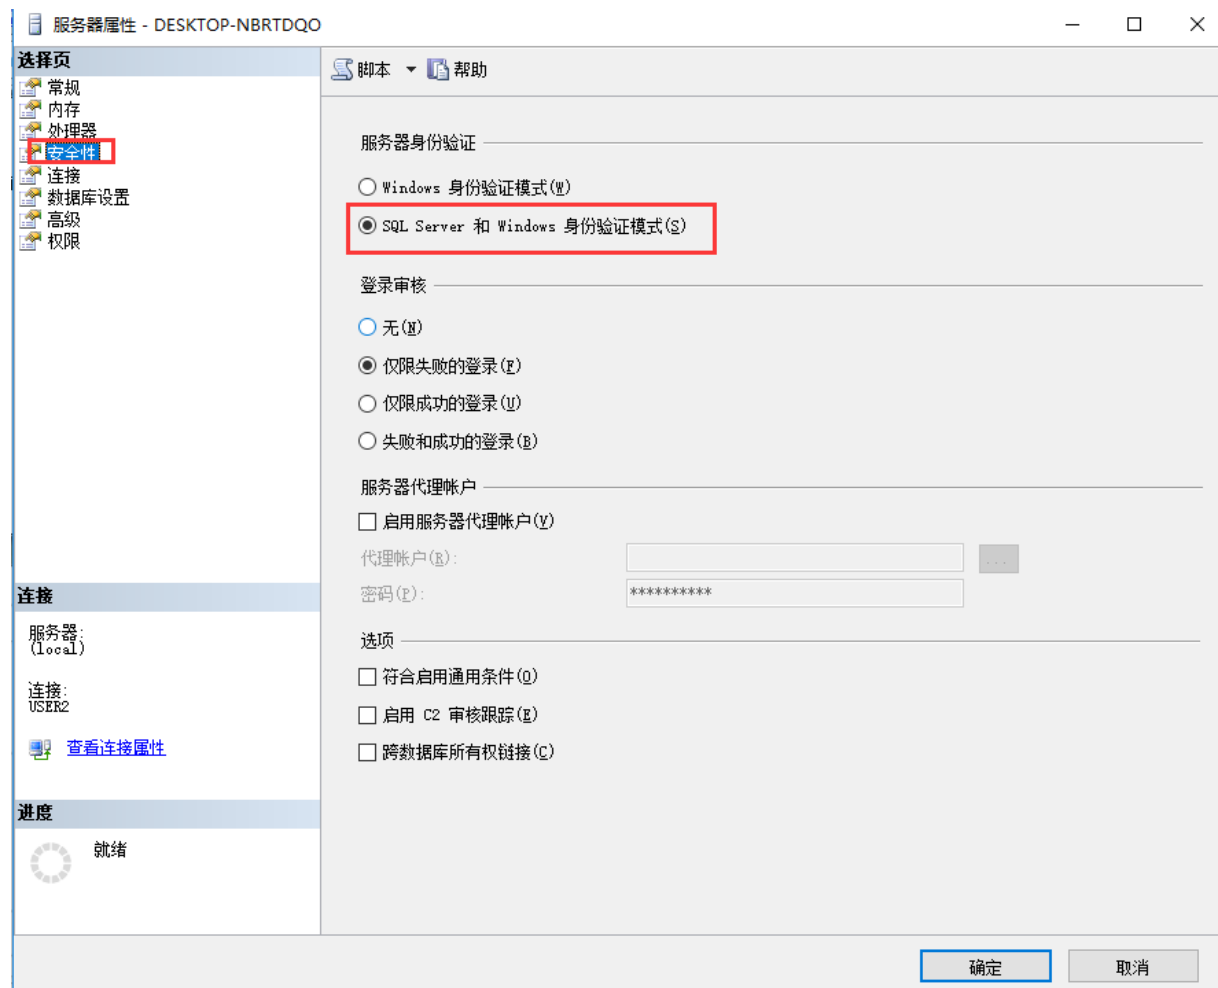 服务器属性 - DESKTOP-NBRTDQO
选择页
常规
内存
处理器
安全性
连接
数据库设置
高级
权限
连接
服务器:
(local)
连接:
USER2
查看连接属性
进度
就绪
脚本 帮助
服务器身份验证
Windows 身份验证模式(W)
SQL Server 和 Windows 身份验证模式(S)
登录审核
无(N)
仅限失败的登录(F)
仅限成功的登录(U)
失败和成功的登录(B)
服务器代理帐户
启用服务器代理帐户(V)
代理帐户(R):
...
密码(P):
**********
选项
符合启用通用条件(O)
启用 C2 审核跟踪(E)
跨数据库所有权链接(C)
确定 取消